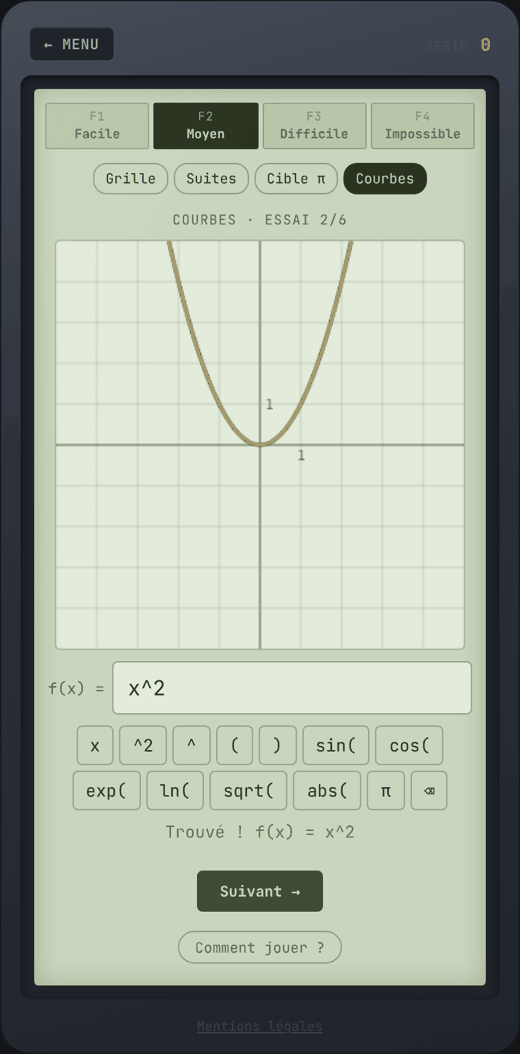 ← MENU
SÉRIE 0
F1 F2 F3 F4
Facile Moyen Difficile Impossible
Grille Suites Cible π Courbes
COURBES · ESSAI 2/6
1
1
f(x) = x^2
x ^2 ^ ( ) sin( cos(
exp( ln( sqrt( abs( π ⌫
Trouvé ! f(x) = x^2
Suivant →
Comment jouer ?
Mentions légales